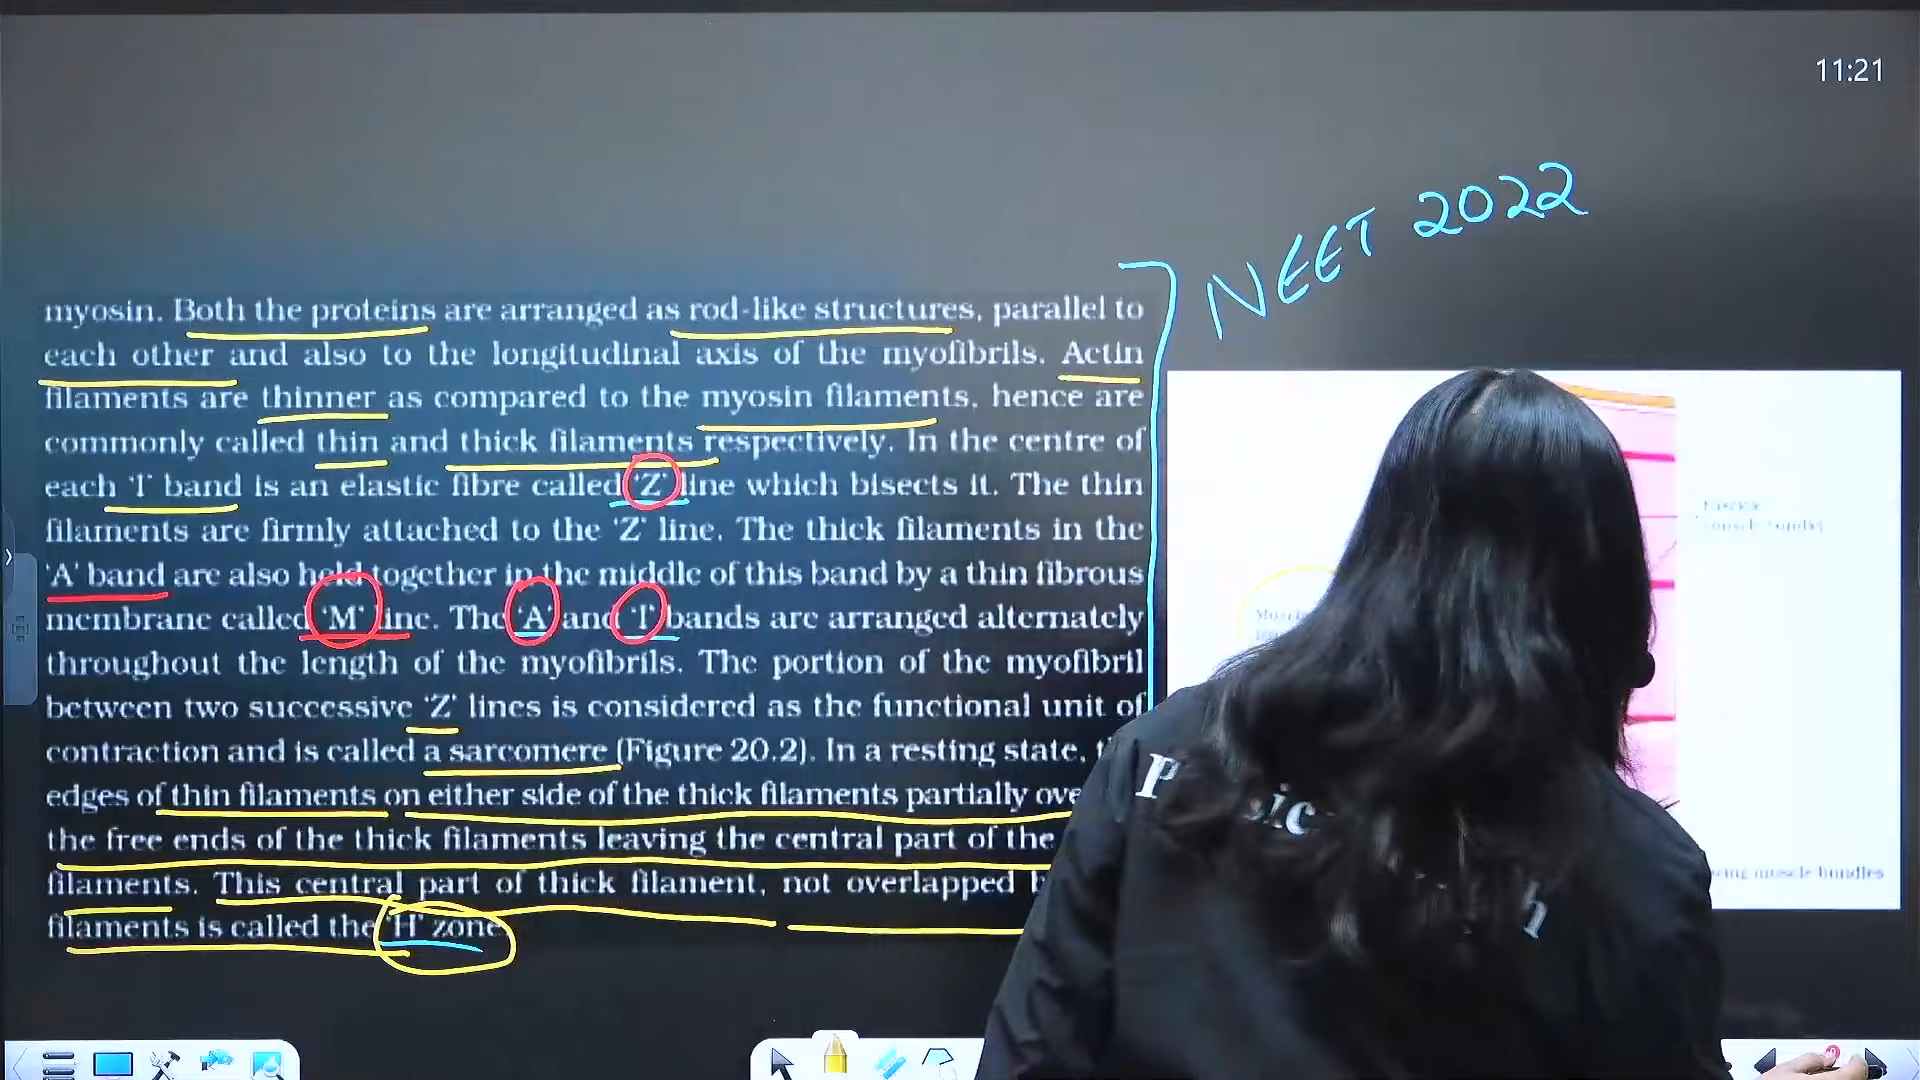 11:21
NEET 2022
myosin. Both the proteins are arranged as rod-like structures, parallel to
each other and also to the longitudinal axis of the myofibrils. Actin
filaments are thinner as compared to the myosin filaments, hence are
commonly called thin and thick filaments respectively. In the centre of
each ‘I’ band is an elastic fibre called ‘Z’ line which bisects it. The thin
filaments are firmly attached to the ‘Z’ line. The thick filaments in the
‘A’ band are also held together in the middle of this band by a thin fibrous
membrane called ‘M’ line. The ‘A’ and ‘I’ bands are arranged alternately
throughout the length of the myofibrils. The portion of the myofibril
between two successive ‘Z’ lines is considered as the functional unit of
contraction and is called a sarcomere (Figure 20.2). In a resting state,
edges of thin filaments on either side of the thick filaments partially
the free ends of the thick filaments leaving the central part of the
filaments. This central part of thick filament, not overlapped
filaments is called the ‘H’ zone
muscle bundles